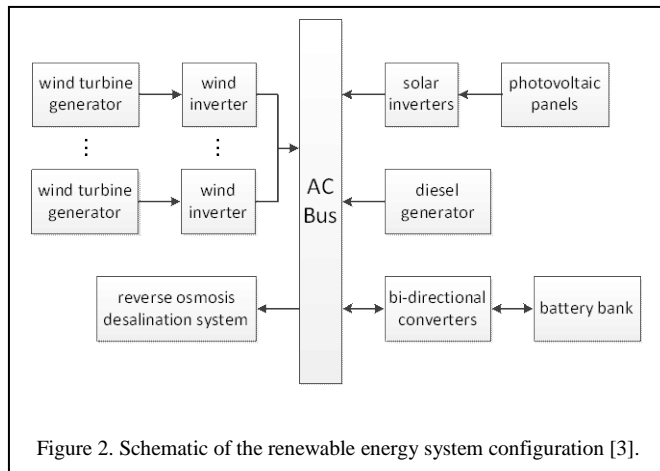 wind turbine
generator
wind
inverter
solar
inverters
photovoltaic
panels
⋮
⋮
wind turbine
generator
wind
inverter
AC
Bus
diesel
generator
reverse osmosis
desalination system
bi-directional
converters
battery bank
Figure 2. Schematic of the renewable energy system configuration [3].